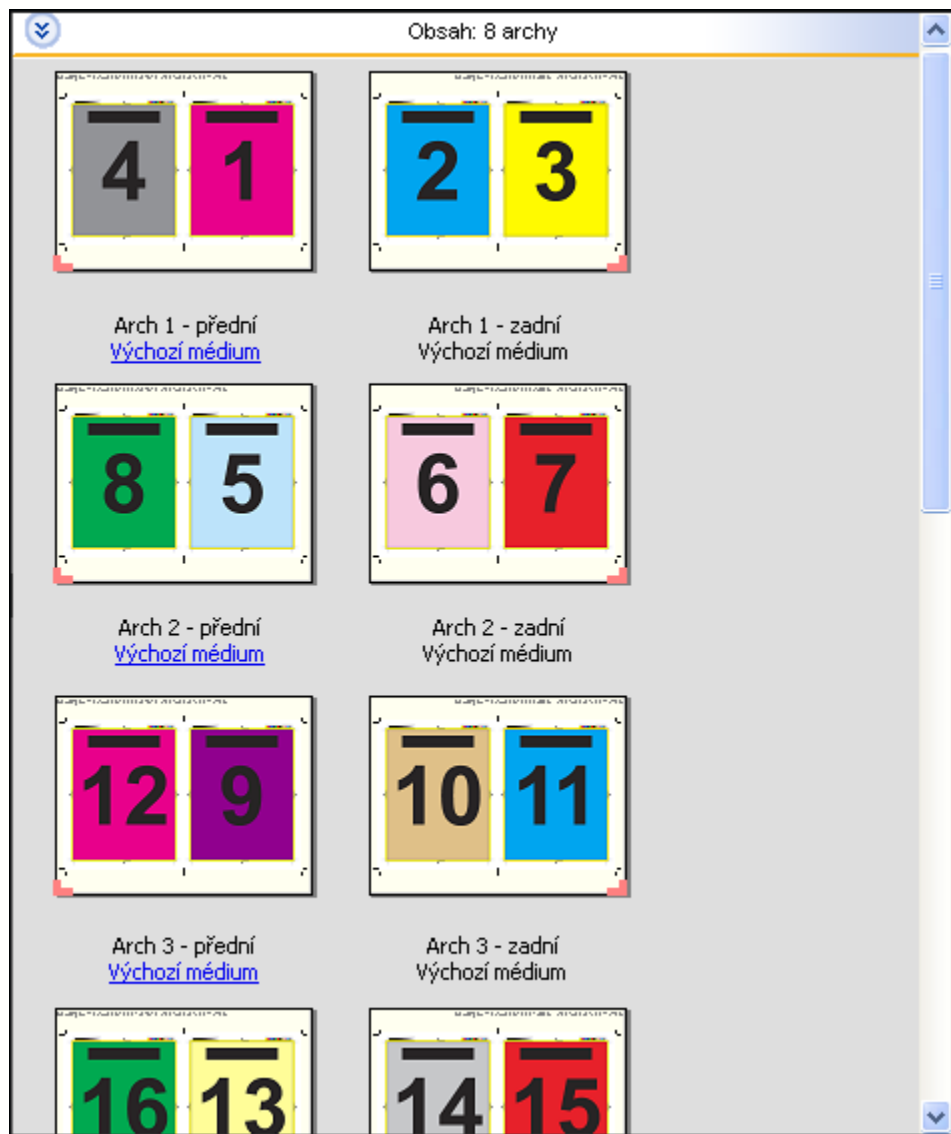 Obsah: 8 archy
4 1 2 3
Arch 1 - přední Arch 1 - zadní
Výchozí médium Výchozí médium
8 5 6 7
Arch 2 - přední Arch 2 - zadní
Výchozí médium Výchozí médium
12 9 10 11
Arch 3 - přední Arch 3 - zadní
Výchozí médium Výchozí médium
16 13 14 15